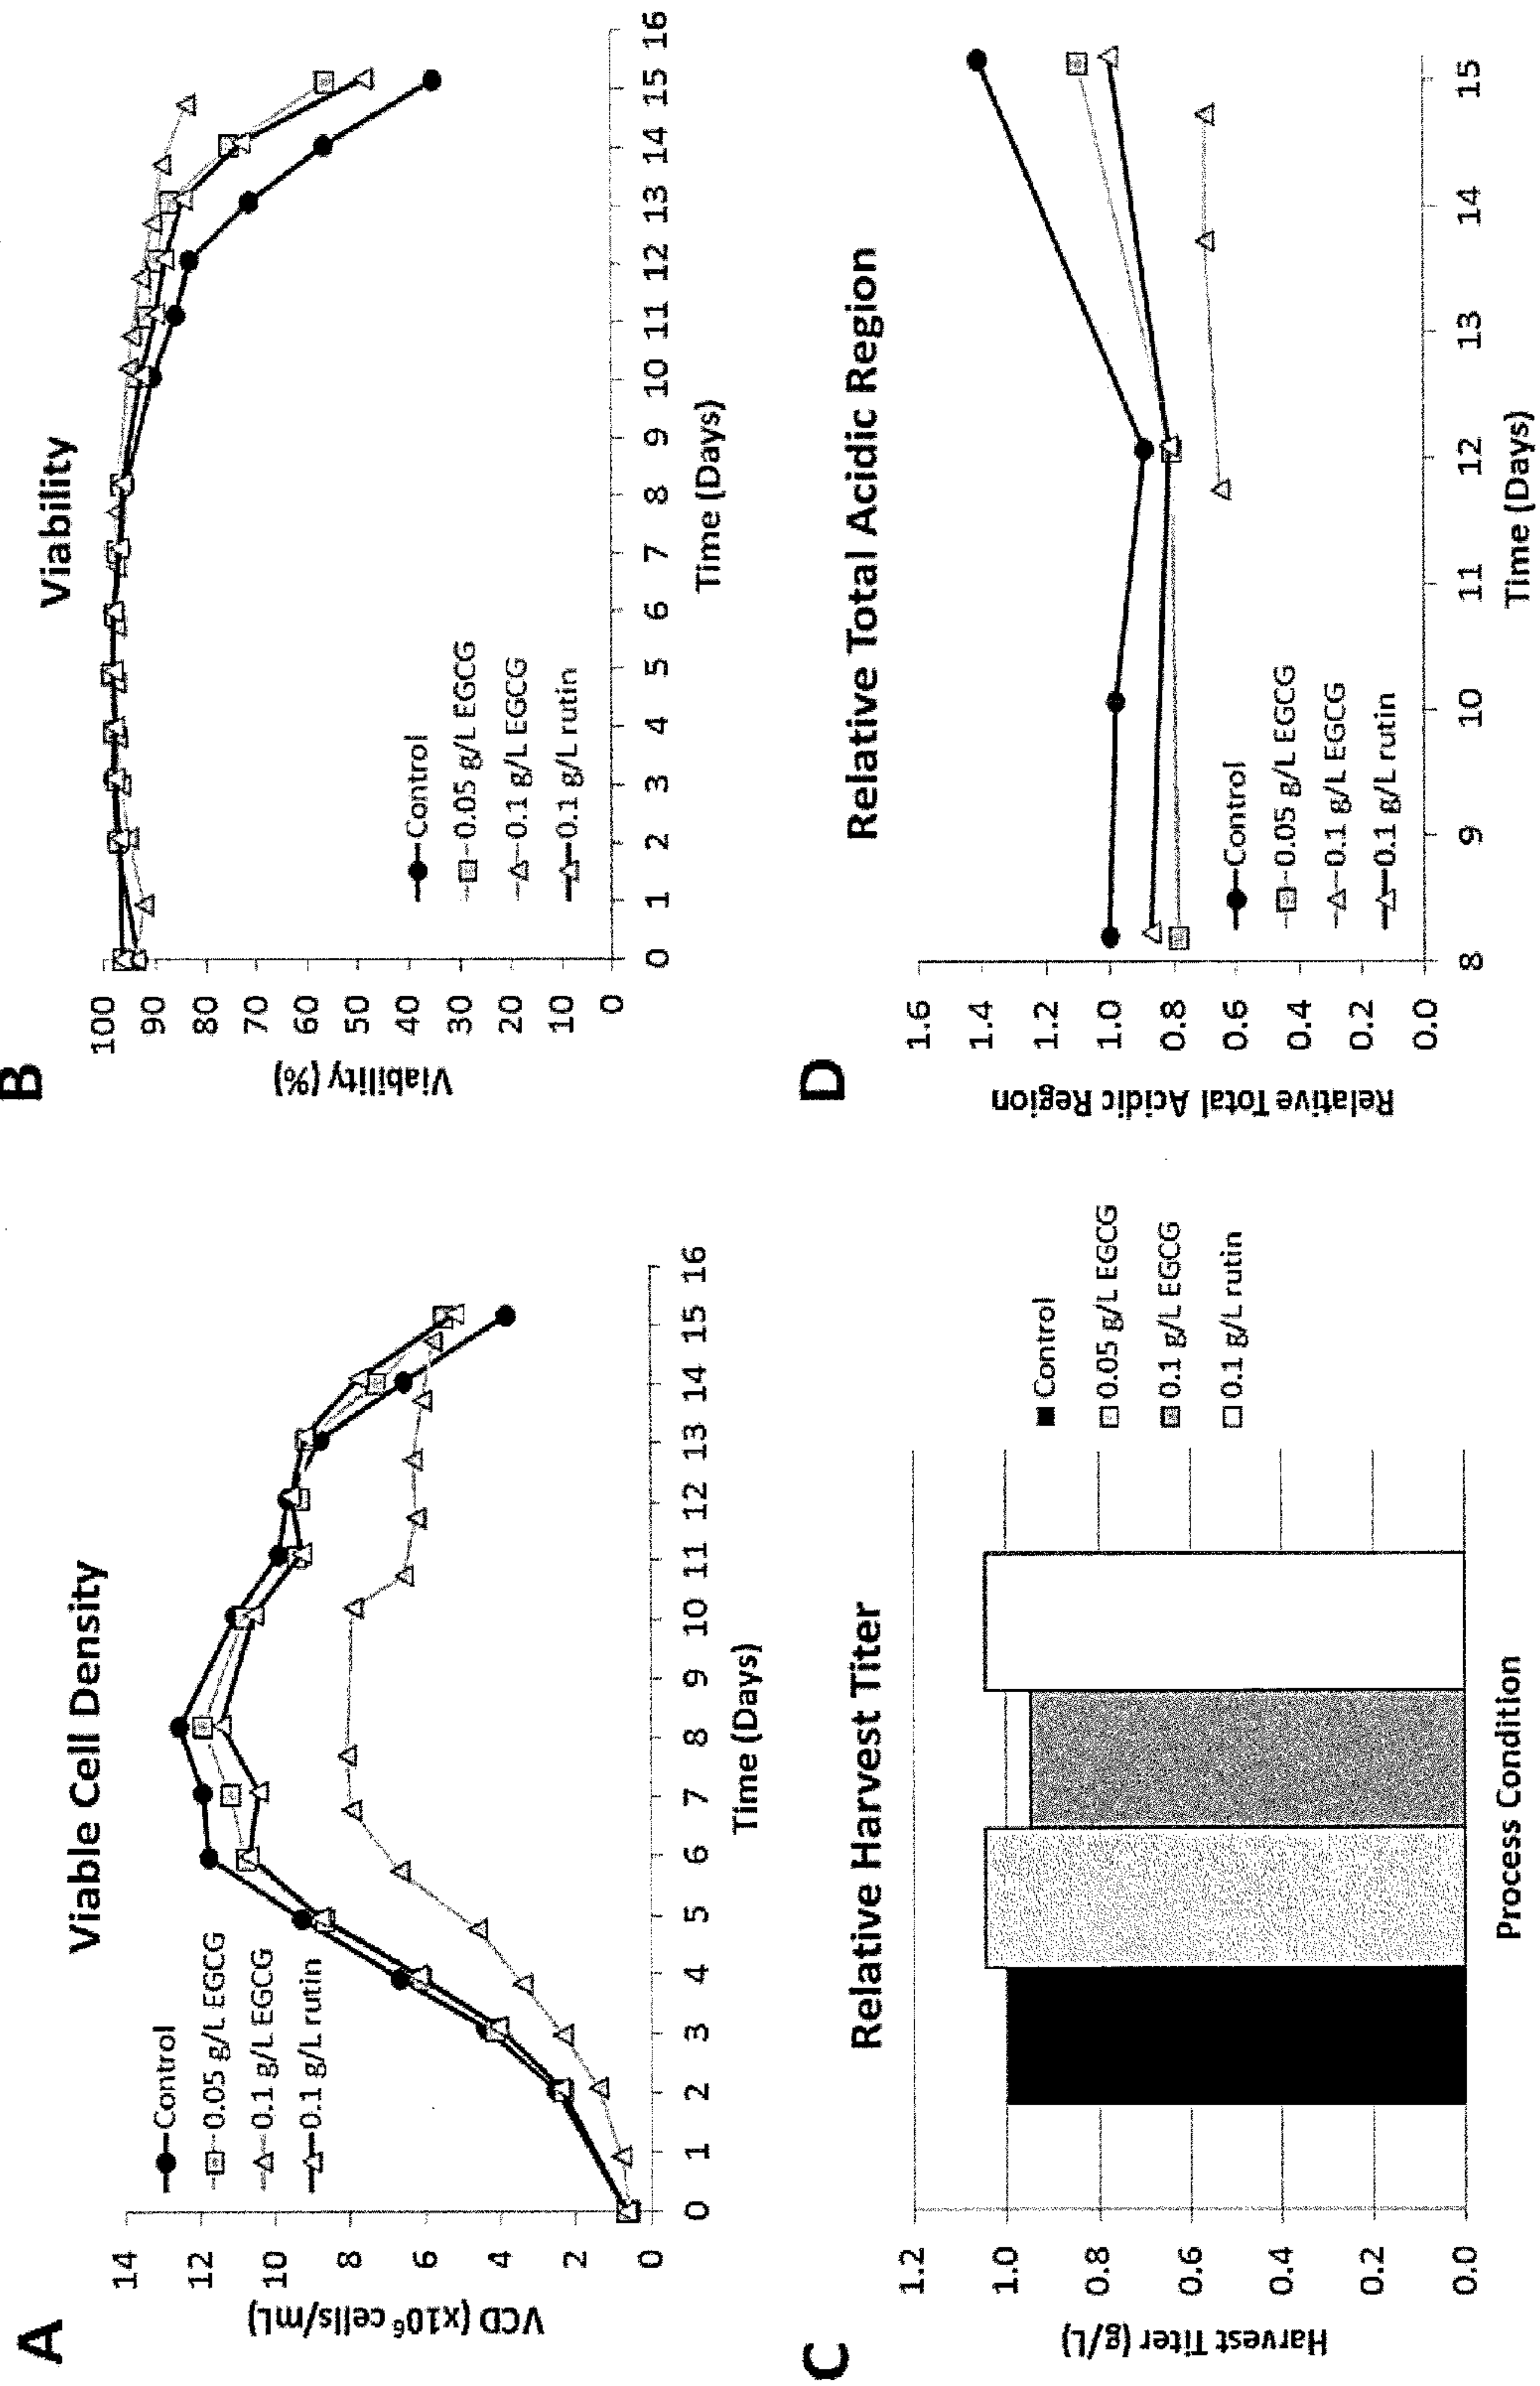 A
Viable Cell Density
VCD (x10⁶ cells/mL)
14
12
10
8
6
4
2
0
Control
0.05 g/L EGCG
0.1 g/L EGCG
0.1 g/L rutin
0 1 2 3 4 5 6 7 8 9 10 11 12 13 14 15 16
Time (Days)
B
Viability
Viability (%)
100
90
80
70
60
50
40
30
20
10
0
Control
0.05 g/L EGCG
0.1 g/L EGCG
0.1 g/L rutin
0 1 2 3 4 5 6 7 8 9 10 11 12 13 14 15 16
Time (Days)
C
Relative Harvest Titer
Harvest Titer (g/L)
1.2
1.0
0.8
0.6
0.4
0.2
0.0
Control
0.05 g/L EGCG
0.1 g/L EGCG
0.1 g/L rutin
Process Condition
D
Relative Total Acidic Region
Relative Total Acidic Region
1.6
1.4
1.2
1.0
0.8
0.6
0.4
0.2
0.0
Control
0.05 g/L EGCG
0.1 g/L EGCG
0.1 g/L rutin
8 9 10 11 12 13 14 15
Time (Days)